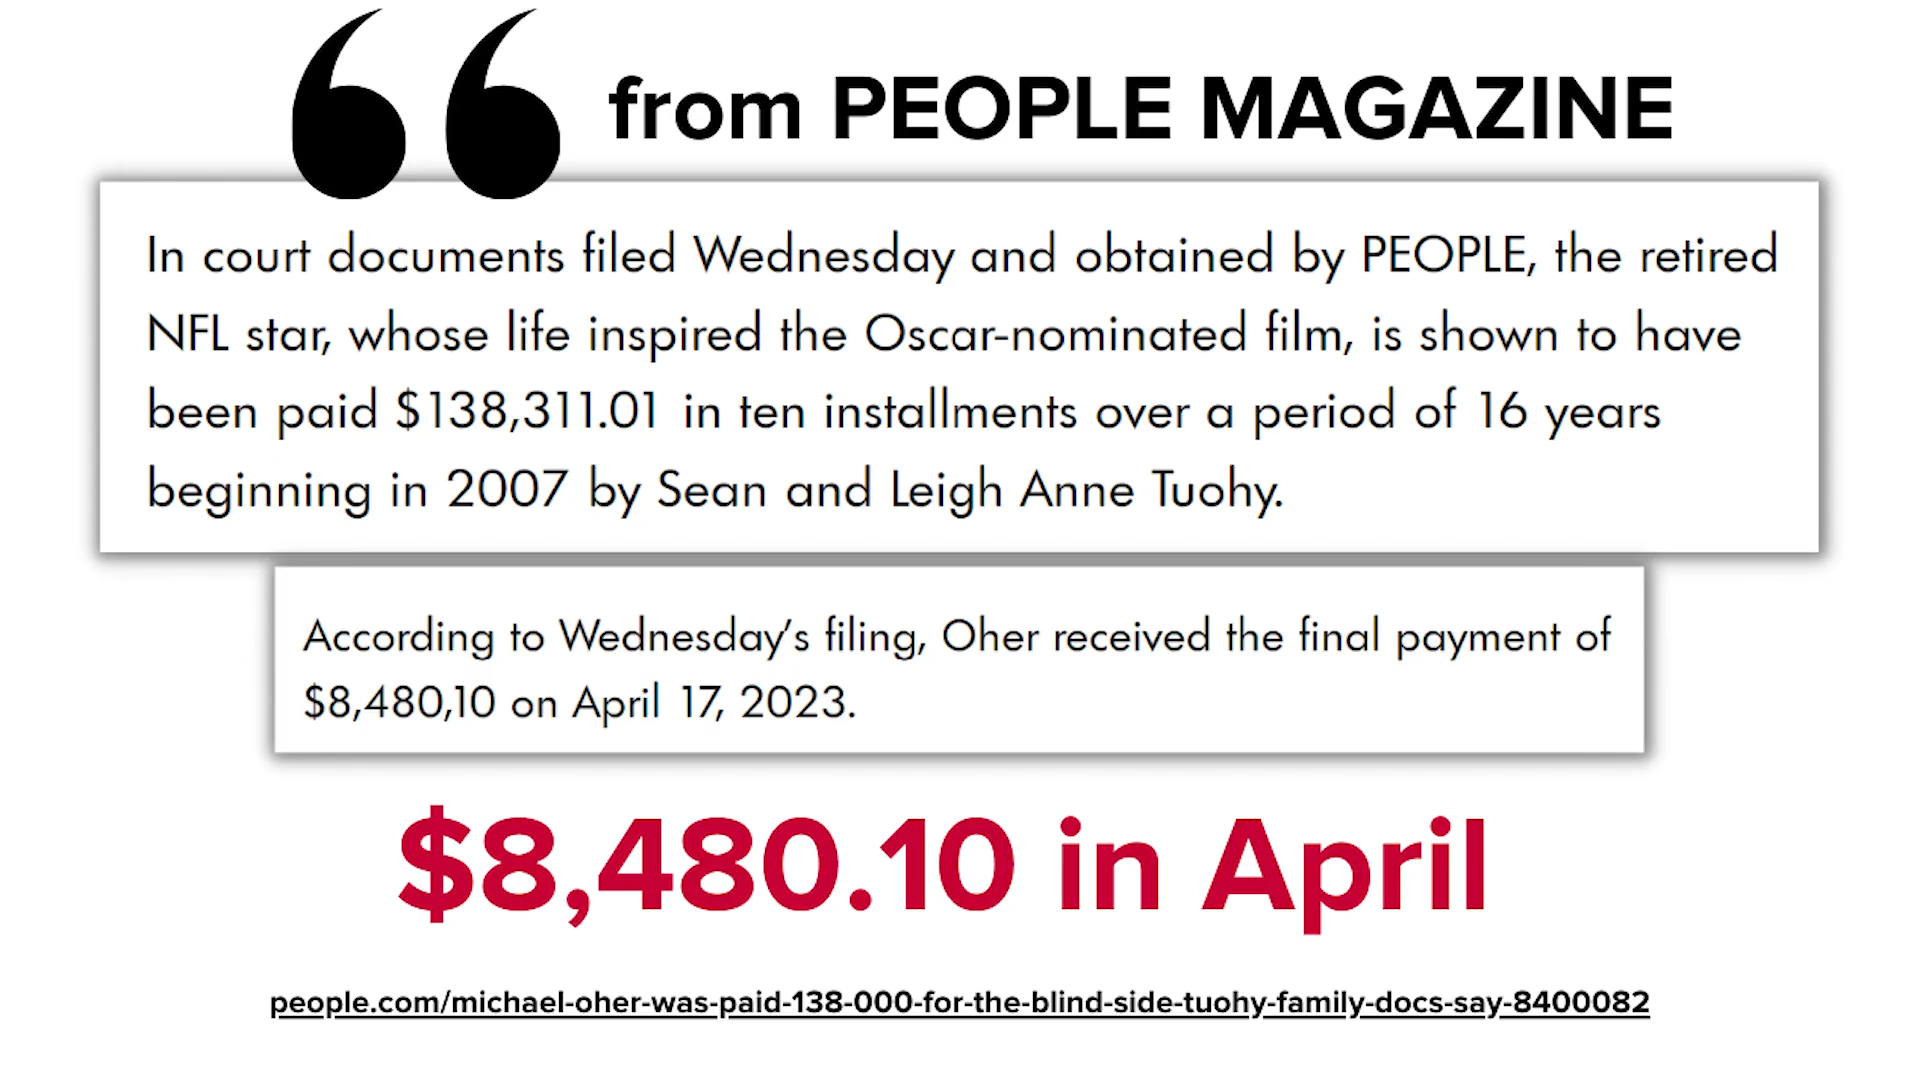 from PEOPLE MAGAZINE
In court documents filed Wednesday and obtained by PEOPLE, the retired
NFL star, whose life inspired the Oscar-nominated film, is shown to have
been paid $138,311.01 in ten installments over a period of 16 years
beginning in 2007 by Sean and Leigh Anne Tuohy.
According to Wednesday’s filing, Oher received the final payment of
$8,480,10 on April 17, 2023.
$8,480.10 in April
people.com/michael-oher-was-paid-138-000-for-the-blind-side-tuohy-family-docs-say-8400082